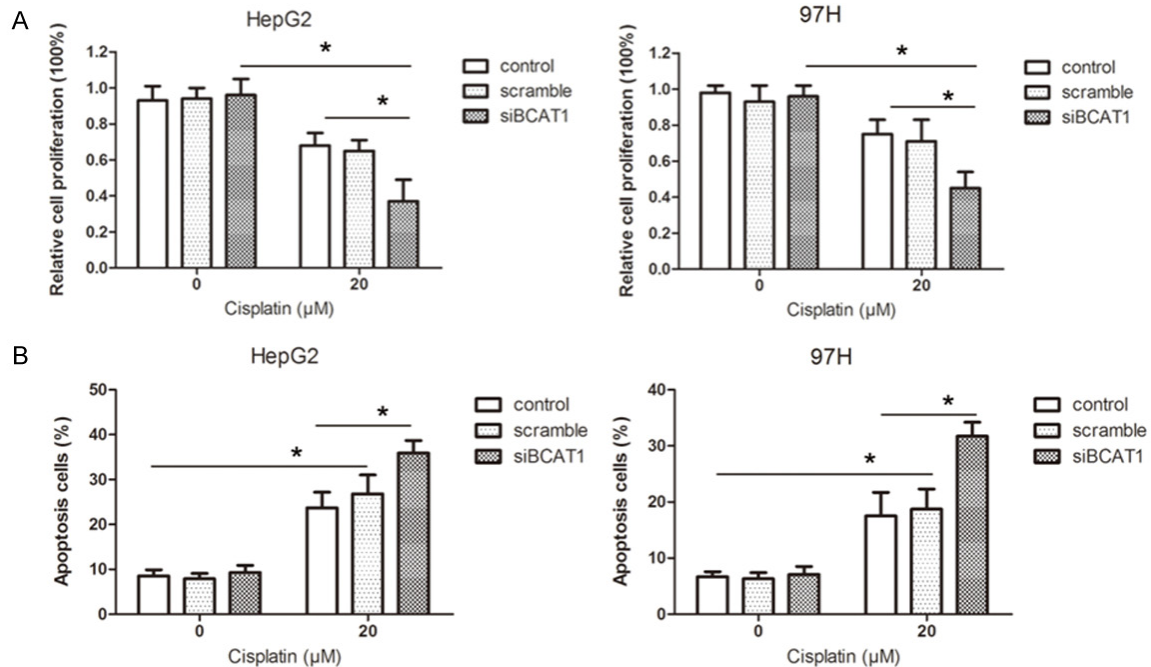 A
HepG2
Relative cell proliferation (100%)
1.2
1.0
0.8
0.6
0.4
0.2
0.0
*
*
control
scramble
siBCAT1
0
20
Cisplatin (µM)
97H
Relative cell proliferation (100%)
1.2
1.0
0.8
0.6
0.4
0.2
0.0
*
*
control
scramble
siBCAT1
0
20
Cisplatin (µM)
B
HepG2
Apoptosis cells (%)
50
40
30
20
10
0
*
*
control
scramble
siBCAT1
0
20
Cisplatin (µM)
97H
Apoptosis cells (%)
40
30
20
10
0
*
*
control
scramble
siBCAT1
0
20
Cisplatin (µM)